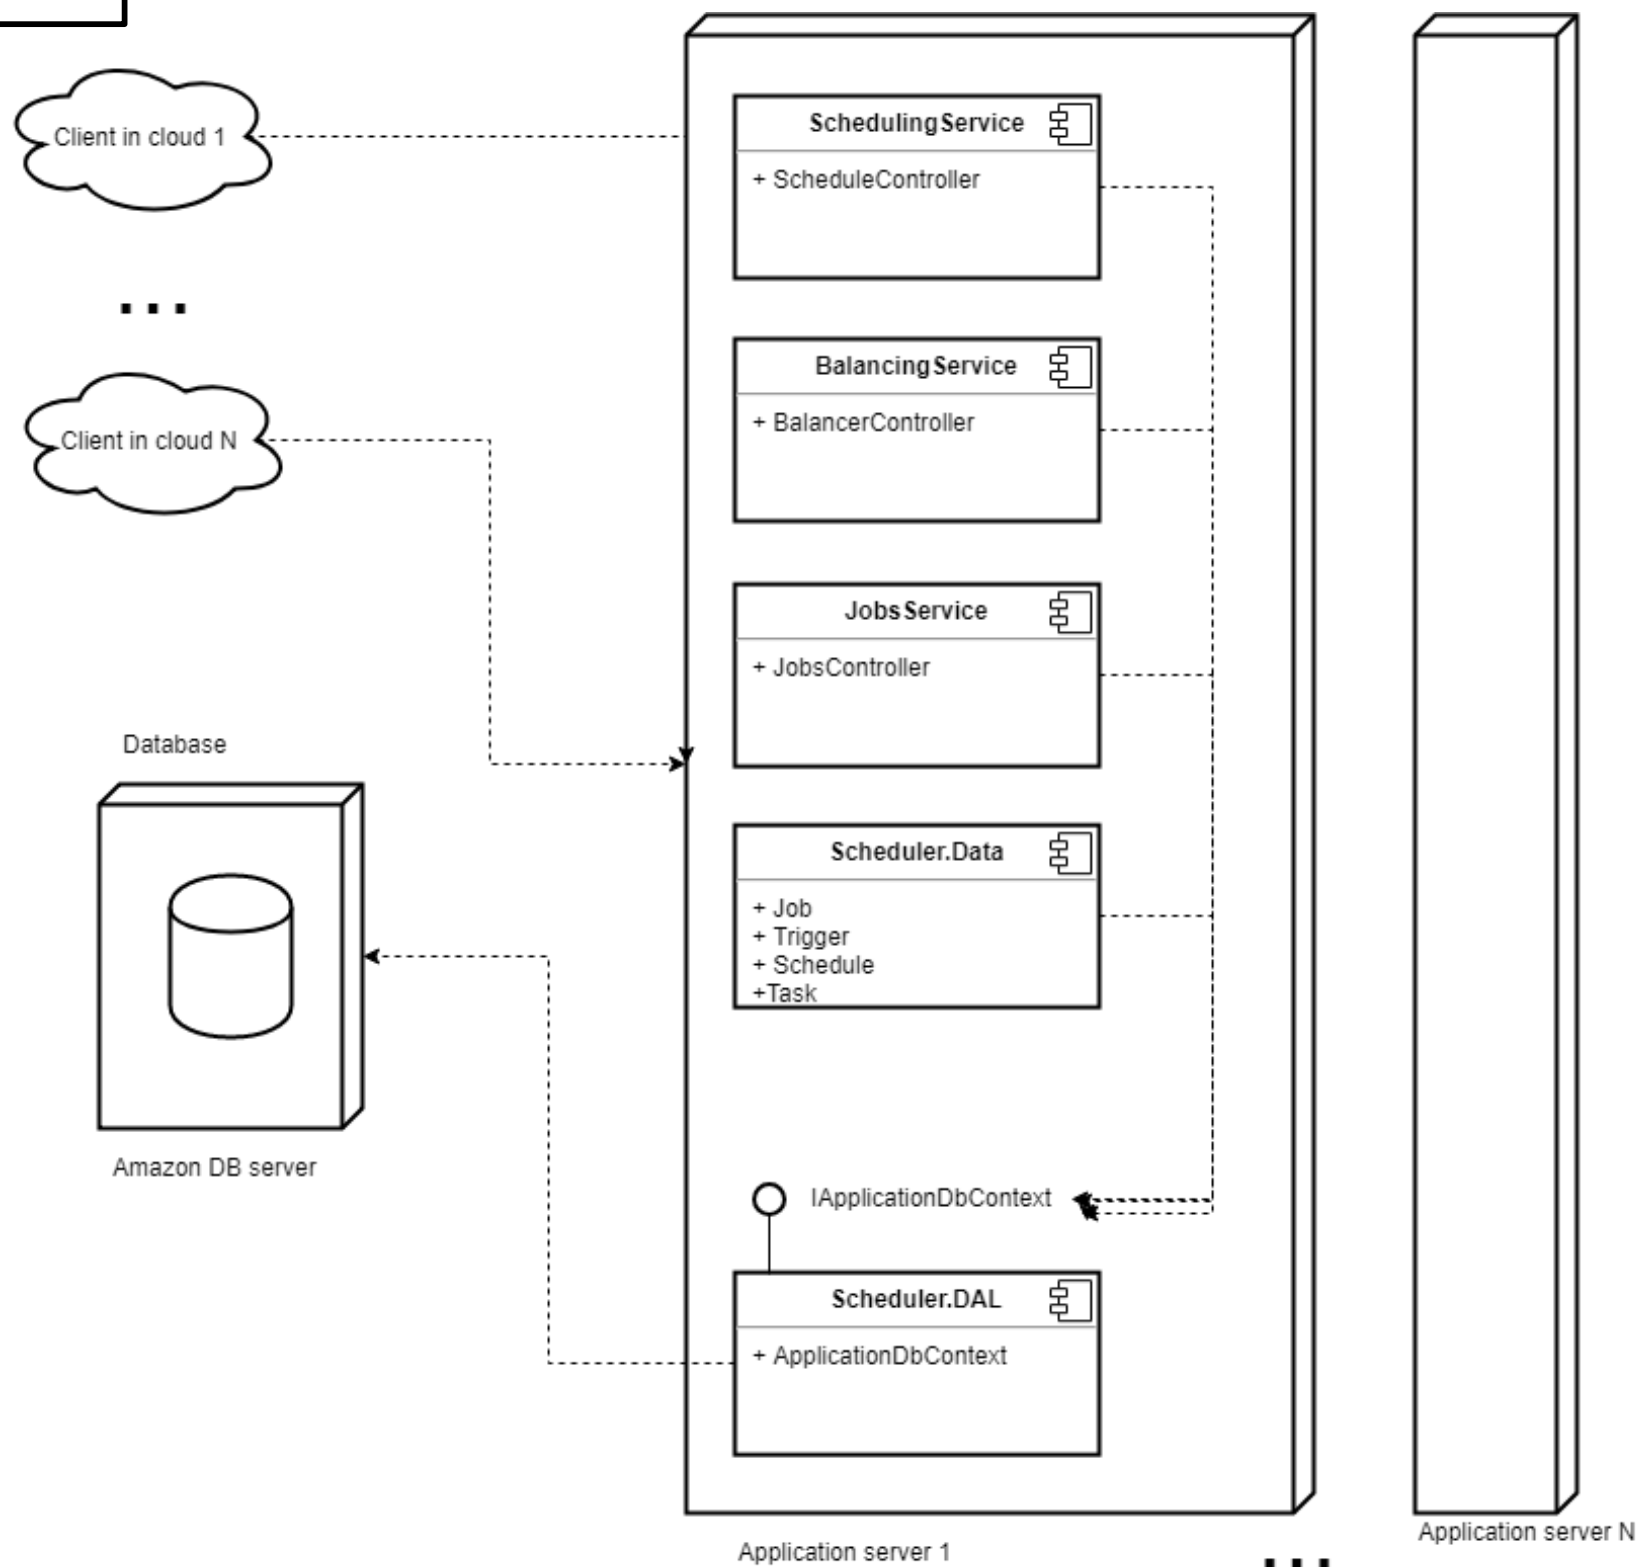 Client in cloud 1
...
Client in cloud N
Database
Amazon DB server
SchedulingService
+ ScheduleController
BalancingService
+ BalancerController
JobsService
+ JobsController
Scheduler.Data
+ Job
+ Trigger
+ Schedule
+Task
IApplicationDbContext
Scheduler.DAL
+ ApplicationDbContext
Application server 1
...
Application server N